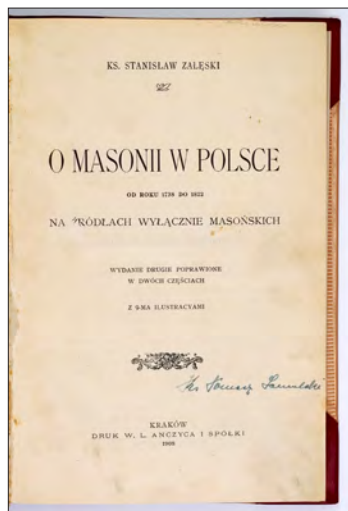 KS. STANISŁAW ZAŁĘSKI
O MASONII W POLSCE
OD ROKU 1738 DO 1822
NA ŹRÓDŁACH WYŁĄCZNIE MASOŃSKICH
WYDANIE DRUGIE POPRAWIONE
W DWÓCH CZĘŚCIACH
Z 9-MA ILUSTRACYAMI
Ks Tomasz
KRAKÓW
DRUK W. L. ANCZYCA I SPÓŁKI